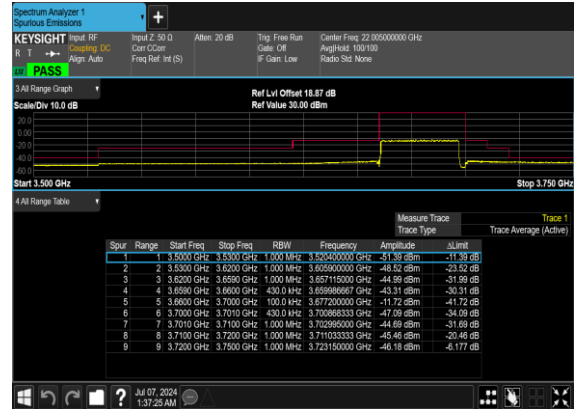 Spectrum Analyzer 1
Spurious Emissions
KEYSIGHT
R T
LXI PASS
Input: RF
Coupling: DC
Align: Auto
Input Z: 50 Ω
Corr CCorr
Freq Ref: Int (S)
Atten: 20 dB
Trig: Free Run
Gate: Off
IF Gain: Low
Center Freq: 22.005000000 GHz
Avg|Hold: 100/100
Radio Std: None
3 All Range Graph
Scale/Div 10.0 dB
Ref Lvl Offset 18.87 dB
Ref Value 30.00 dBm
20.0
0.00
-20.0
-40.0
-60.0
Start 3.500 GHz
Stop 3.750 GHz
4 All Range Table
Measure Trace Trace 1
Trace Type Trace Average (Active)
Spur Range Start Freq Stop Freq RBW Frequency Amplitude ΔLimit
1 1 3.5000 GHz 3.5300 GHz 1.000 MHz 3.520400000 GHz -51.39 dBm -11.39 dB
2 2 3.5300 GHz 3.6200 GHz 1.000 MHz 3.605900000 GHz -48.52 dBm -23.52 dB
3 3 3.6200 GHz 3.6590 GHz 1.000 MHz 3.657115000 GHz -44.99 dBm -31.99 dB
4 4 3.6590 GHz 3.6600 GHz 430.0 kHz 3.659986667 GHz -43.31 dBm -30.31 dB
5 5 3.6600 GHz 3.7000 GHz 100.0 kHz 3.677200000 GHz -11.72 dBm -41.72 dB
6 6 3.7000 GHz 3.7010 GHz 430.0 kHz 3.700868333 GHz -47.09 dBm -34.09 dB
7 7 3.7010 GHz 3.7100 GHz 1.000 MHz 3.702995000 GHz -44.69 dBm -31.69 dB
8 8 3.7100 GHz 3.7200 GHz 1.000 MHz 3.711033333 GHz -45.46 dBm -20.46 dB
9 9 3.7200 GHz 3.7500 GHz 1.000 MHz 3.723150000 GHz -46.18 dBm -6.177 dB
?
Jul 07, 2024
1:37:25 AM